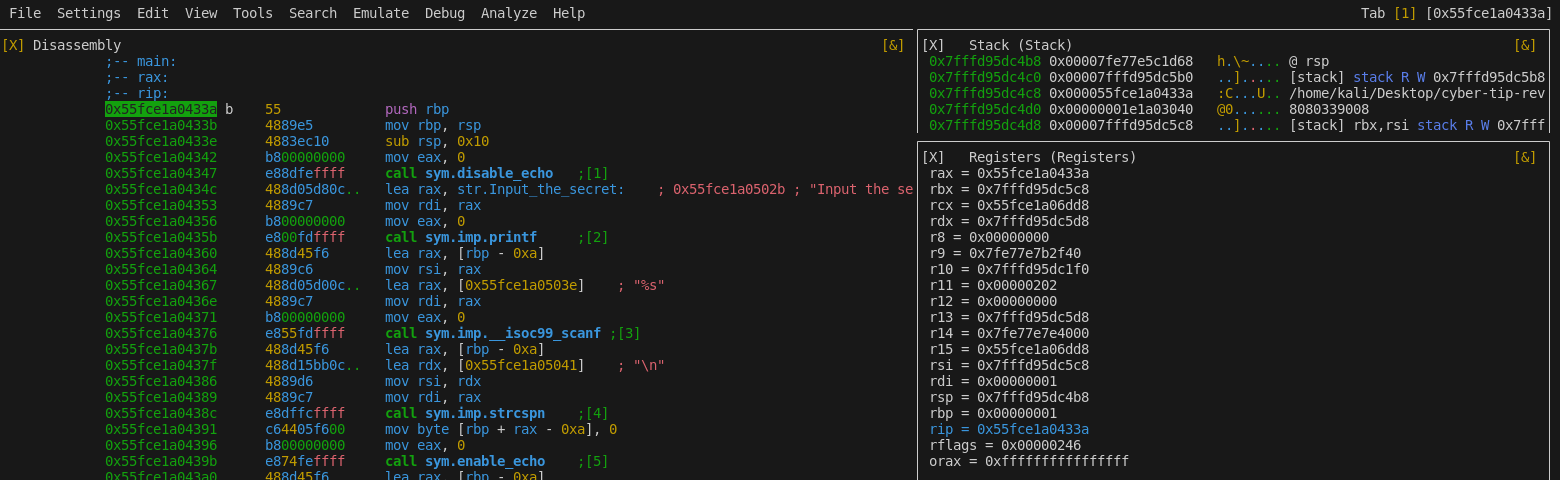 File Settings Edit View Tools Search Emulate Debug Analyze Help Tab [1] [0x55fce1a0433a]
[X] Disassembly [&]
;-- main:
;-- rax:
;-- rip:
0x55fce1a0433a b 55 push rbp
0x55fce1a0433b 4889e5 mov rbp, rsp
0x55fce1a0433e 4883ec10 sub rsp, 0x10
0x55fce1a04342 b800000000 mov eax, 0
0x55fce1a04347 e88dfeffff call sym.disable_echo ;[1]
0x55fce1a0434c 488d05d80c.. lea rax, str.Input_the_secret: ; 0x55fce1a0502b ; "Input the se
0x55fce1a04353 4889c7 mov rdi, rax
0x55fce1a04356 b800000000 mov eax, 0
0x55fce1a0435b e800fdffff call sym.imp.printf ;[2]
0x55fce1a04360 488d45f6 lea rax, [rbp - 0xa]
0x55fce1a04364 4889c6 mov rsi, rax
0x55fce1a04367 488d05d00c.. lea rax, [0x55fce1a0503e] ; "%s"
0x55fce1a0436e 4889c7 mov rdi, rax
0x55fce1a04371 b800000000 mov eax, 0
0x55fce1a04376 e855fdffff call sym.imp.__isoc99_scanf ;[3]
0x55fce1a0437b 488d45f6 lea rax, [rbp - 0xa]
0x55fce1a0437f 488d15bb0c.. lea rdx, [0x55fce1a05041] ; "\n"
0x55fce1a04386 4889d6 mov rsi, rdx
0x55fce1a04389 4889c7 mov rdi, rax
0x55fce1a0438c e8dffcffff call sym.imp.strcspn ;[4]
0x55fce1a04391 c64405f600 mov byte [rbp + rax - 0xa], 0
0x55fce1a04396 b800000000 mov eax, 0
0x55fce1a0439b e874feffff call sym.enable_echo ;[5]
0x55fce1a043a0 488d45f6 lea rax, [rbp - 0xa]
[X] Stack (Stack) [&]
0x7fffd95dc4b8 0x00007fe77e5c1d68 h.\~.... @ rsp
0x7fffd95dc4c0 0x00007fffd95dc5b0 ..]..... [stack] stack R W 0x7fffd95dc5b8
0x7fffd95dc4c8 0x000055fce1a0433a :C...U.. /home/kali/Desktop/cyber-tip-rev
0x7fffd95dc4d0 0x00000001e1a03040 @0...... 8080339008
0x7fffd95dc4d8 0x00007fffd95dc5c8 ..]..... [stack] rbx,rsi stack R W 0x7fff
[X] Registers (Registers) [&]
rax = 0x55fce1a0433a
rbx = 0x7fffd95dc5c8
rcx = 0x55fce1a06dd8
rdx = 0x7fffd95dc5d8
r8 = 0x00000000
r9 = 0x7fe77e7b2f40
r10 = 0x7fffd95dc1f0
r11 = 0x00000202
r12 = 0x00000000
r13 = 0x7fffd95dc5d8
r14 = 0x7fe77e7e4000
r15 = 0x55fce1a06dd8
rsi = 0x7fffd95dc5c8
rdi = 0x00000001
rsp = 0x7fffd95dc4b8
rbp = 0x00000001
rip = 0x55fce1a0433a
rflags = 0x00000246
orax = 0xffffffffffffffff